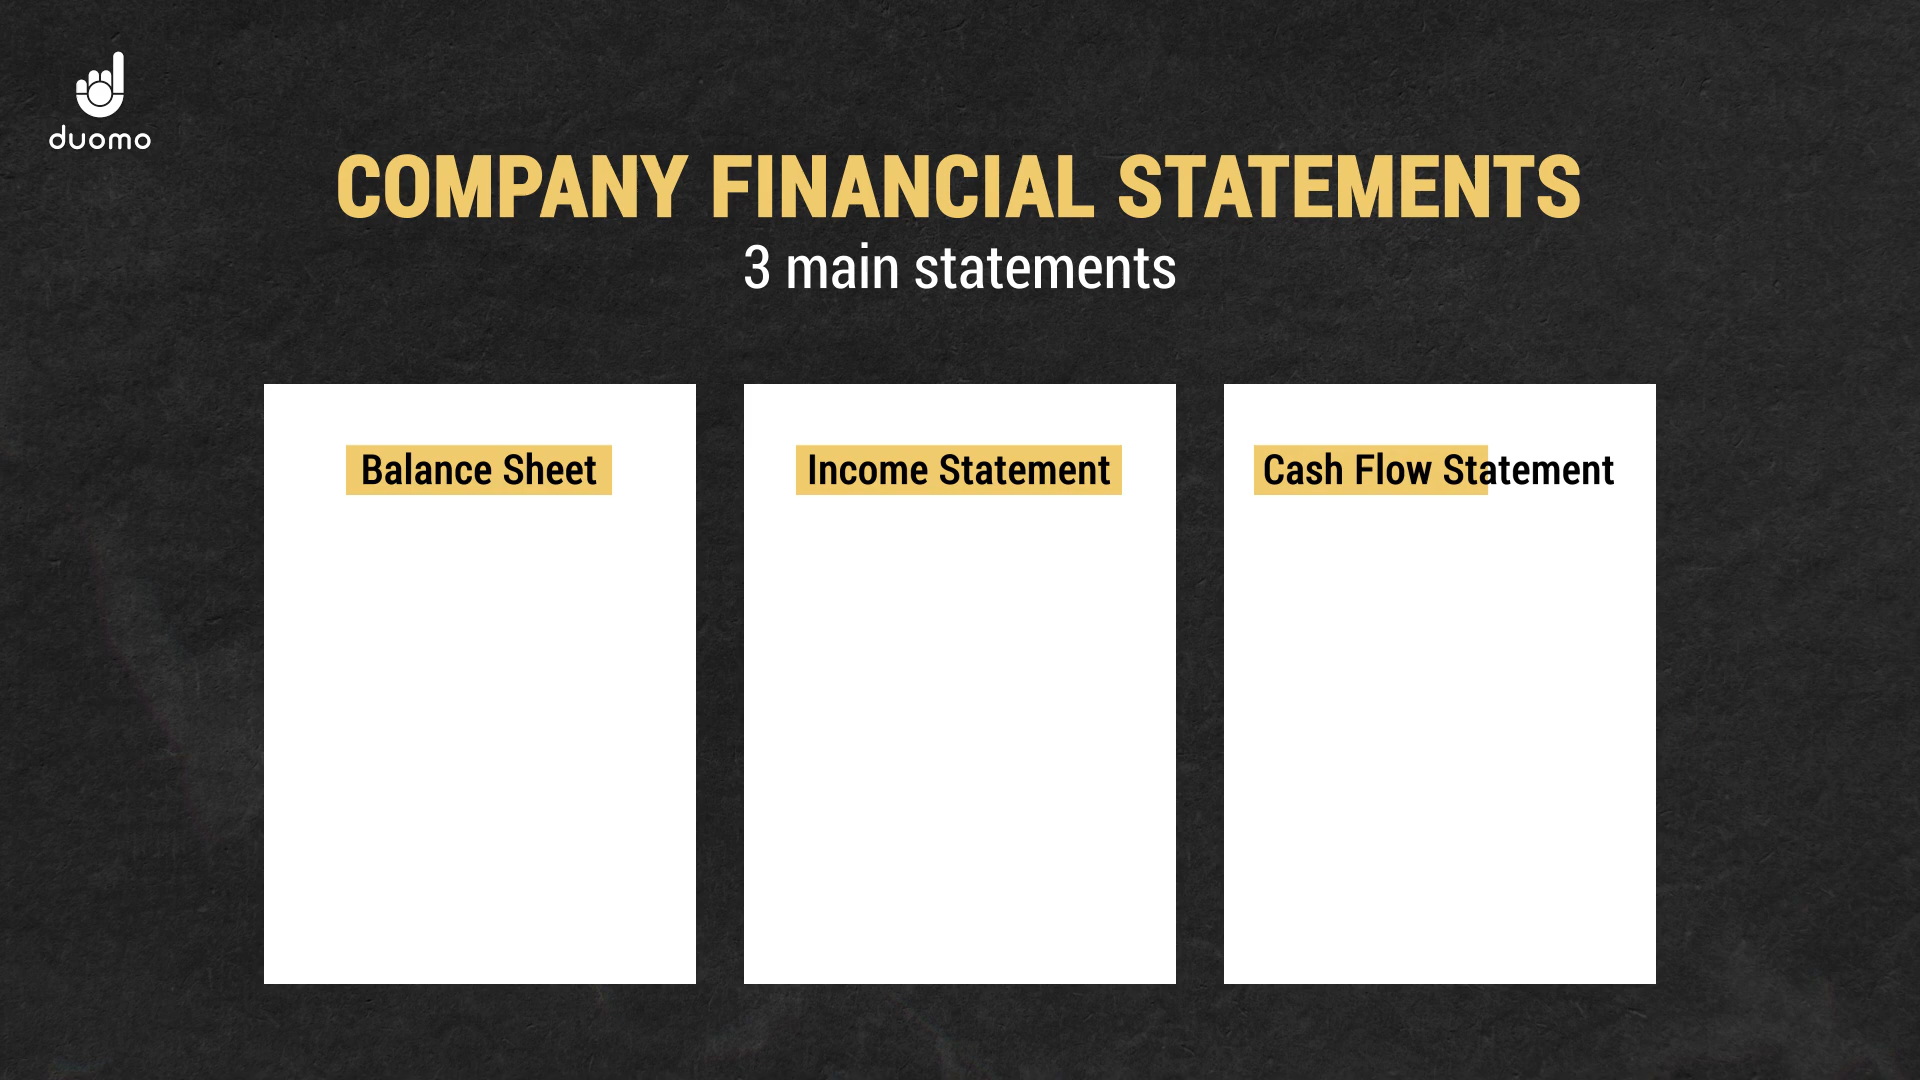 duomo
COMPANY FINANCIAL STATEMENTS
3 main statements
Balance Sheet
Income Statement
Cash Flow Statement